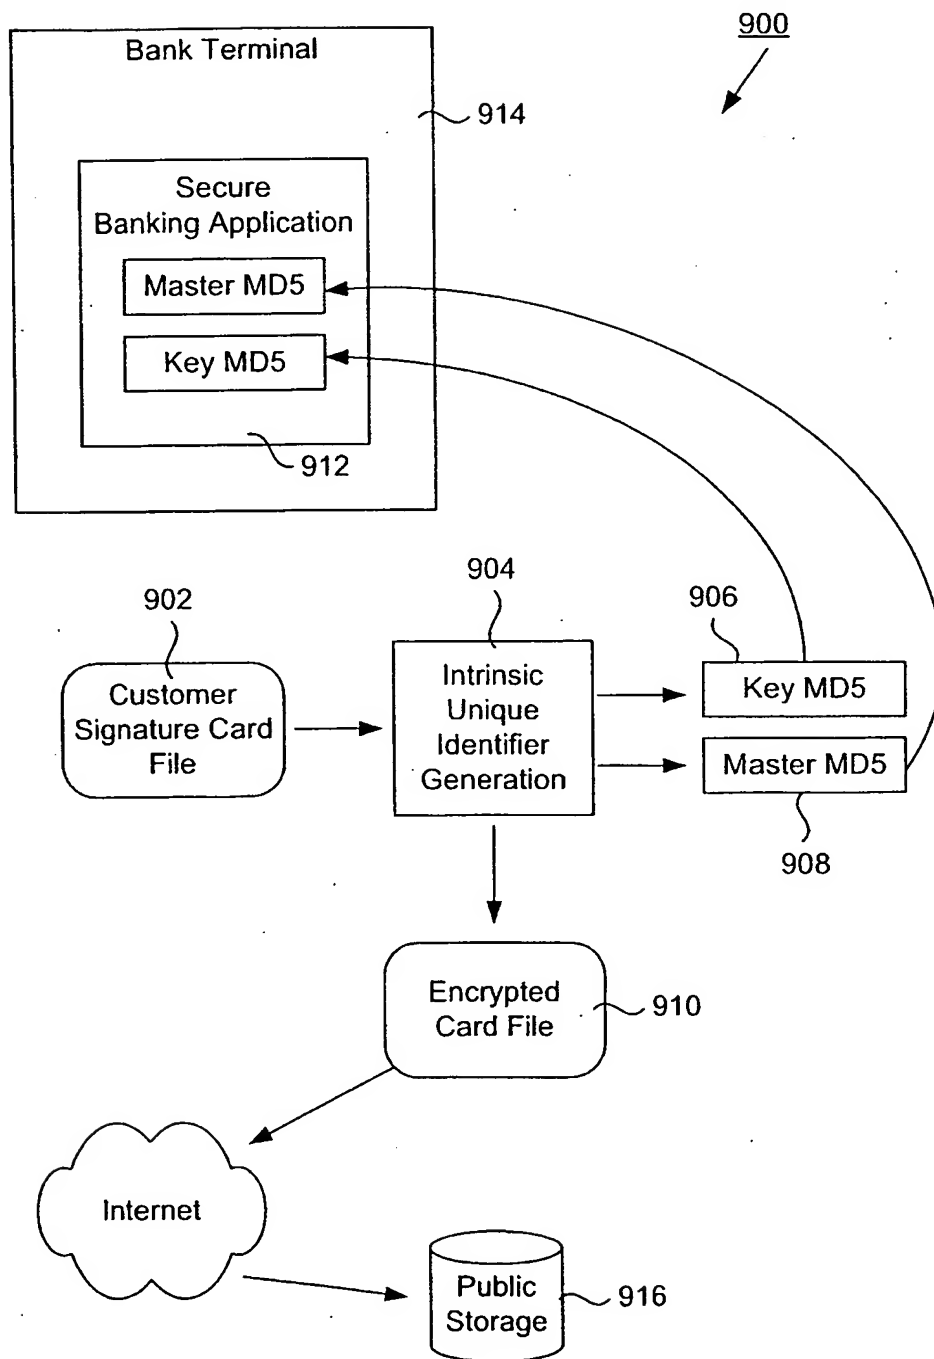 900
Bank Terminal
914
Secure
Banking Application
Master MD5
Key MD5
912
902
904
906
Customer
Signature Card
File
Intrinsic
Unique
Identifier
Generation
Key MD5
Master MD5
908
Encrypted
Card File
910
Internet
Public
Storage
916